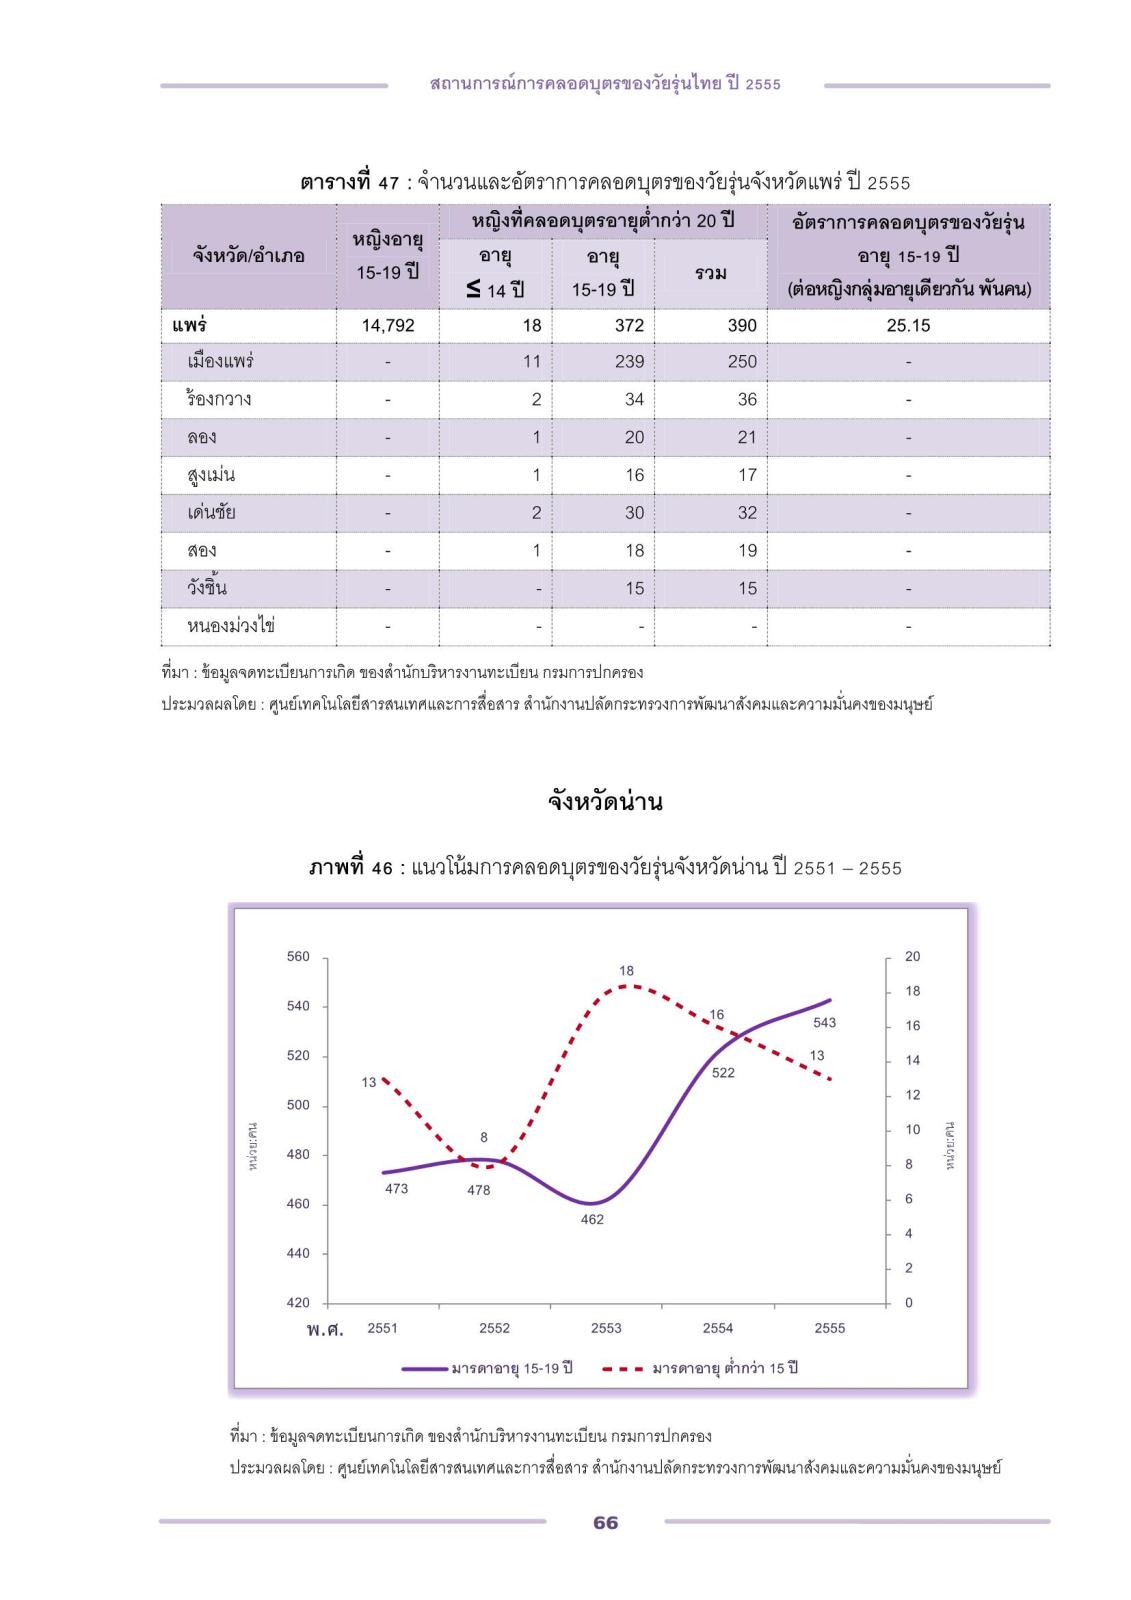 สถานการณ์การคลอดบุตรของวัยรุ่นไทย ปี 2555
ตารางที่ 47 : จำนวนและอัตราการคลอดบุตรของวัยรุ่นจังหวัดแพร่ ปี 2555
จังหวัด/อำเภอ หญิงอายุ 15-19 ปี หญิงที่คลอดบุตรอายุต่ำกว่า 20 ปี อัตราการคลอดบุตรของวัยรุ่น อายุ 15-19 ปี (ต่อหญิงกลุ่มอายุเดียวกัน พันคน)
อายุ ≤ 14 ปี อายุ 15-19 ปี รวม
แพร่ 14,792 18 372 390 25.15
เมืองแพร่ - 11 239 250 -
ร้องกวาง - 2 34 36 -
ลอง - 1 20 21 -
สูงเม่น - 1 16 17 -
เด่นชัย - 2 30 32 -
สอง - 1 18 19 -
วังชิ้น - - 15 15 -
หนองม่วงไข่ - - - - -
ที่มา : ข้อมูลจดทะเบียนการเกิด ของสำนักบริหารงานทะเบียน กรมการปกครอง
ประมวลผลโดย : ศูนย์เทคโนโลยีสารสนเทศและการสื่อสาร สำนักงานปลัดกระทรวงการพัฒนาสังคมและความมั่นคงของมนุษย์
จังหวัดน่าน
ภาพที่ 46 : แนวโน้มการคลอดบุตรของวัยรุ่นจังหวัดน่าน ปี 2551 – 2555
หน่วย:คน
560
540
520
500
480
460
440
420
13
8
18
16
13
473
478
462
522
543
20
18
16
14
12
10
8
6
4
2
0
หน่วย:คน
พ.ศ. 2551 2552 2553 2554 2555
มารดาอายุ 15-19 ปี มารดาอายุ ต่ำกว่า 15 ปี
ที่มา : ข้อมูลจดทะเบียนการเกิด ของสำนักบริหารงานทะเบียน กรมการปกครอง
ประมวลผลโดย : ศูนย์เทคโนโลยีสารสนเทศและการสื่อสาร สำนักงานปลัดกระทรวงการพัฒนาสังคมและความมั่นคงของมนุษย์
66